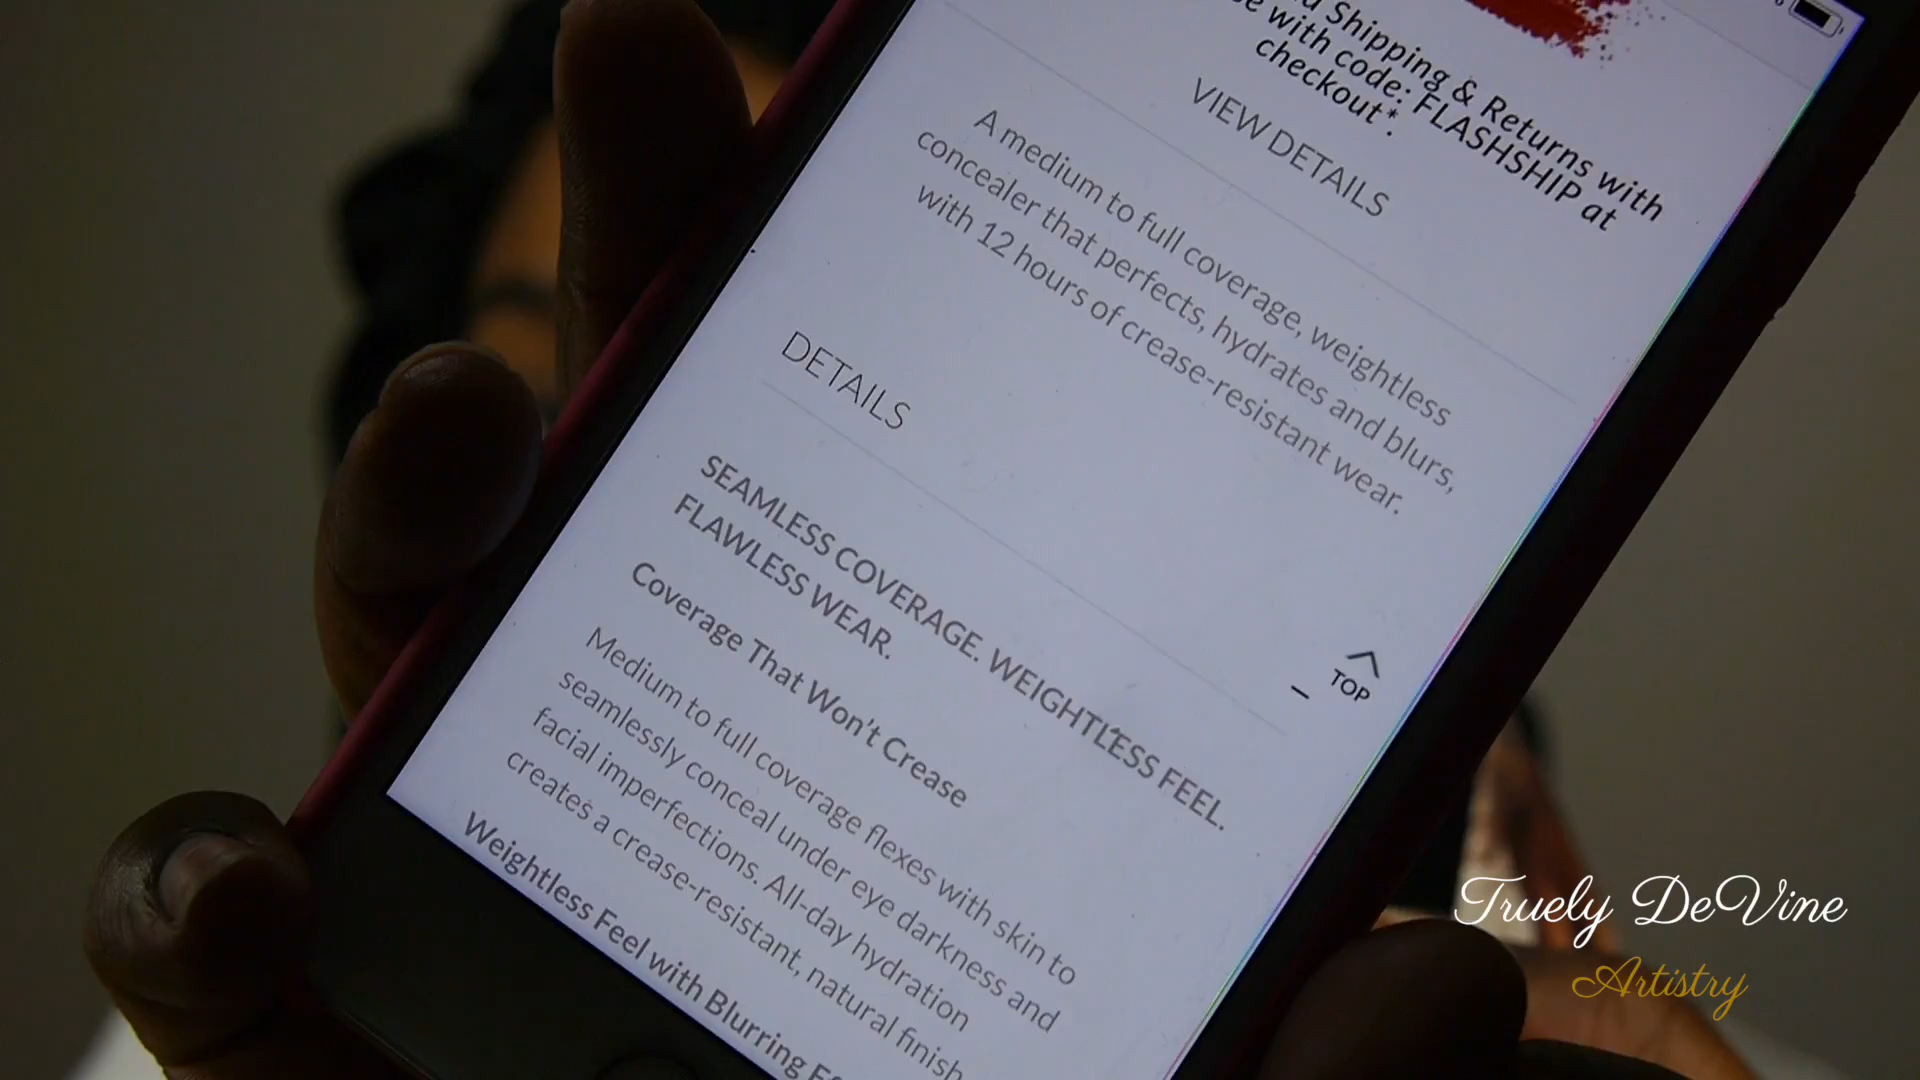 Shipping & Returns with
with code: FLASHSHIP at
checkout*.
VIEW DETAILS
A medium to full coverage, weightless
concealer that perfects, hydrates and blurs,
with 12 hours of crease-resistant wear.
DETAILS
–
TOP
SEAMLESS COVERAGE. WEIGHTLESS FEEL.
FLAWLESS WEAR.
Coverage That Won't Crease
Medium to full coverage flexes with skin to
seamlessly conceal under eye darkness and
facial imperfections. All-day hydration
creates a crease-resistant, natural finish
Weightless Feel with Blurring
Truely DeVine
Artistry